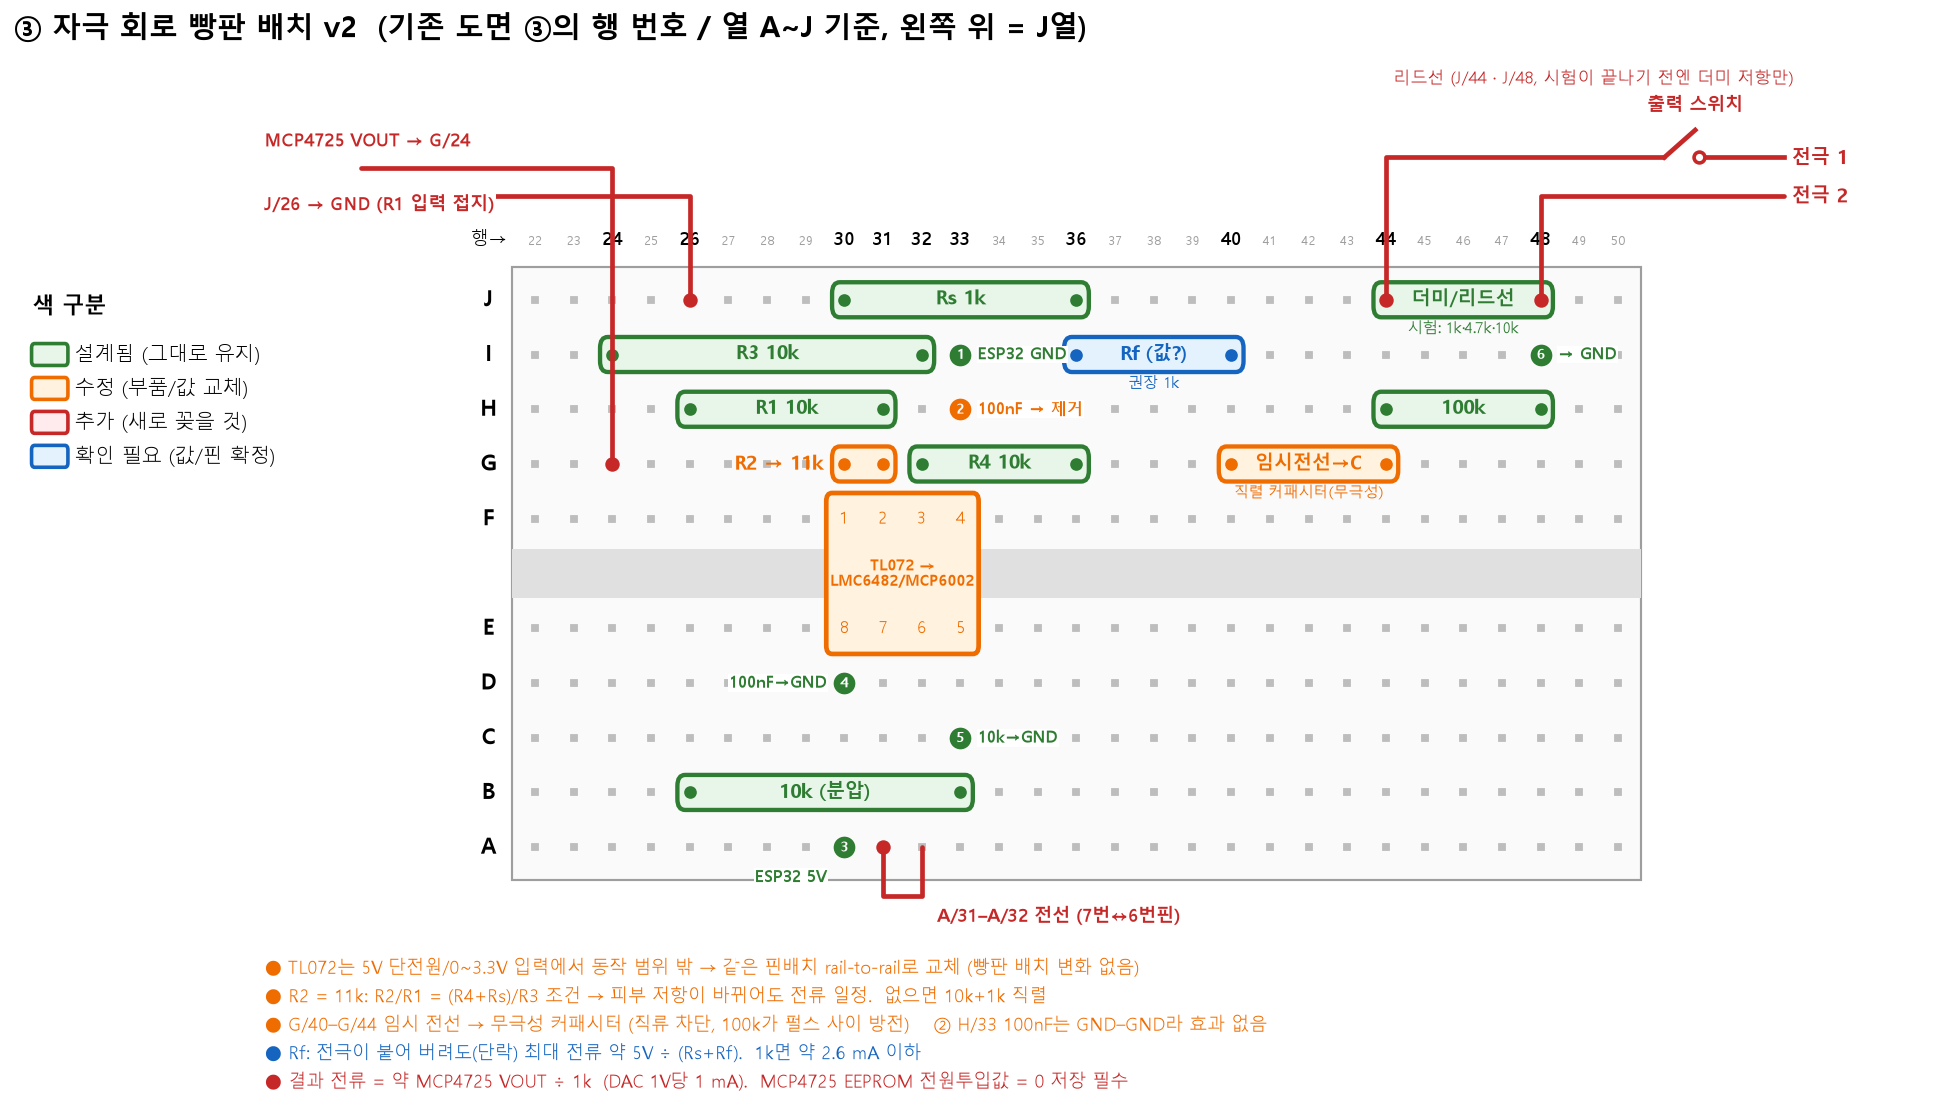 ③ 자극 회로 빵판 배치 v2 (기존 도면 ③의 행 번호 / 열 A~J 기준, 왼쪽 위 = J열)
리드선 (J/44 · J/48, 시험이 끝나기 전엔 더미 저항만)
출력 스위치
MCP4725 VOUT → G/24
전극 1
J/26 → GND (R1 입력 접지)
전극 2
행→ 22 23 24 25 26 27 28 29 30 31 32 33 34 35 36 37 38 39 40 41 42 43 44 45 46 47 48 49 50
색 구분
설계됨 (그대로 유지)
수정 (부품/값 교체)
추가 (새로 꽂을 것)
확인 필요 (값/핀 확정)
J Rs 1k 더미/리드선
시험: 1k·4.7k·10k
I R3 10k 1 ESP32 GND Rf (값?) 6 → GND
권장 1k
H R1 10k 2 100nF → 제거 100k
G R2 → 11k R4 10k 임시전선→C
직렬 커패시터(무극성)
F 1 2 3 4
TL072 →
LMC6482/MCP6002
E 8 7 6 5
D 100nF→GND 4
C 5 10k→GND
B 10k (분압)
A 3
ESP32 5V
A/31–A/32 전선 (7번↔6번핀)
● TL072는 5V 단전원/0~3.3V 입력에서 동작 범위 밖 → 같은 핀배치 rail-to-rail로 교체 (빵판 배치 변화 없음)
● R2 = 11k: R2/R1 = (R4+Rs)/R3 조건 → 피부 저항이 바뀌어도 전류 일정. 없으면 10k+1k 직렬
● G/40–G/44 임시 전선 → 무극성 커패시터 (직류 차단, 100k가 펄스 사이 방전) ② H/33 100nF는 GND–GND라 효과 없음
● Rf: 전극이 붙어 버려도(단락) 최대 전류 약 5V ÷ (Rs+Rf). 1k면 약 2.6 mA 이하
● 결과 전류 = 약 MCP4725 VOUT ÷ 1k (DAC 1V당 1 mA). MCP4725 EEPROM 전원투입값 = 0 저장 필수